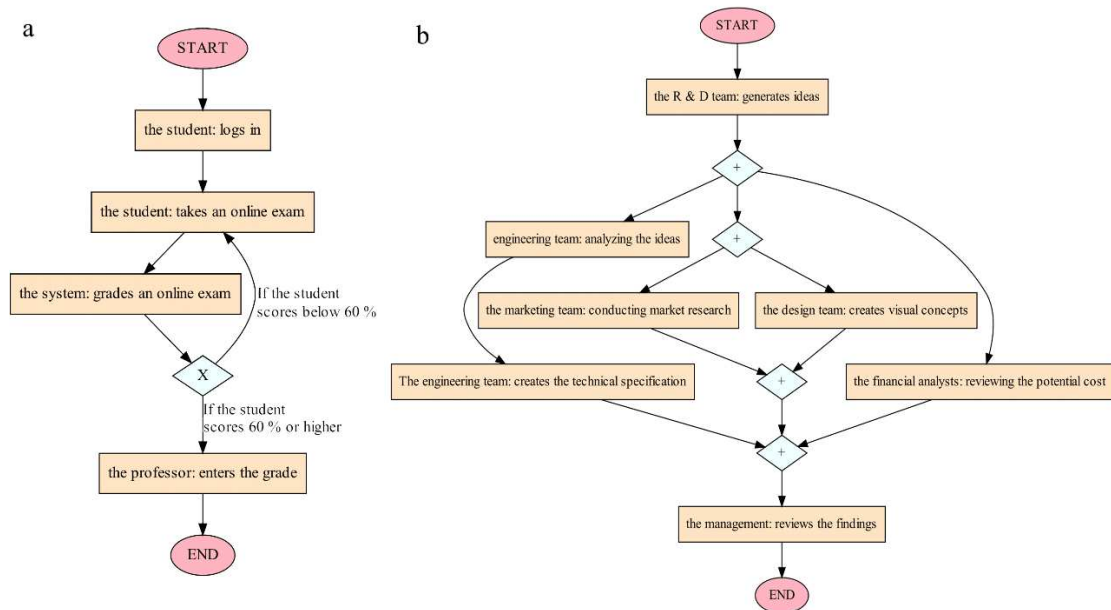 a
START
the student: logs in
the student: takes an online exam
the system: grades an online exam
If the student
scores below 60 %
X
If the student
scores 60 % or higher
the professor: enters the grade
END
b
START
the R & D team: generates ideas
+
engineering team: analyzing the ideas
+
the marketing team: conducting market research
the design team: creates visual concepts
The engineering team: creates the technical specification
+
the financial analysts: reviewing the potential cost
+
the management: reviews the findings
END